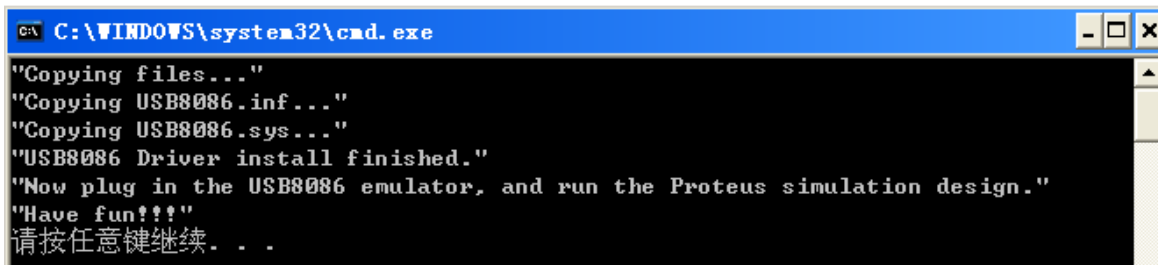 C:\WINDOWS\system32\cmd.exe
"Copying files..."
"Copying USB8086.inf..."
"Copying USB8086.sys..."
"USB8086 Driver install finished."
"Now plug in the USB8086 emulator, and run the Proteus simulation design."
"Have fun!!!"
请按任意键继续. . .